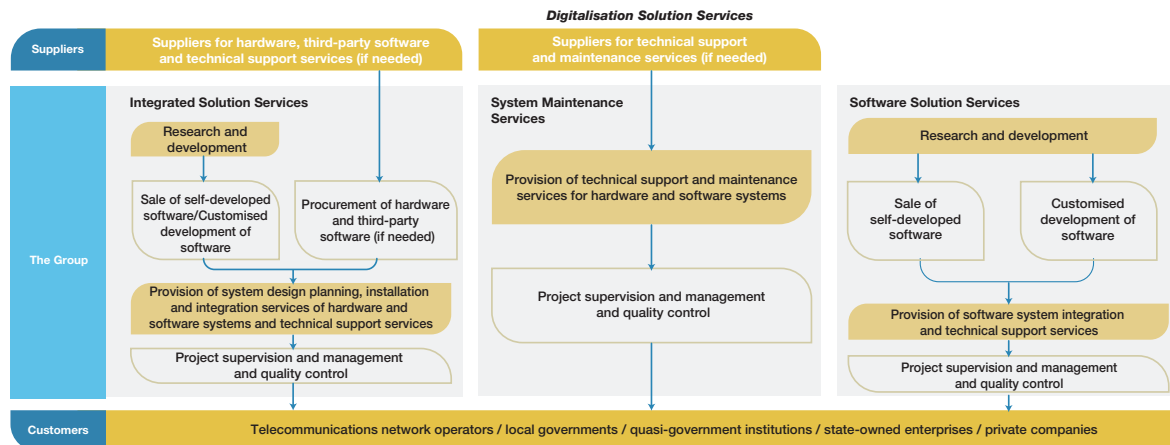 Digitalisation Solution Services
Suppliers
Suppliers for hardware, third-party software
and technical support services (if needed)
Suppliers for technical support
and maintenance services (if needed)
The Group
Integrated Solution Services
Research and
development
Sale of self-developed
software/Customised
development of
software
Procurement of hardware
and third-party
software (if needed)
Provision of system design planning, installation
and integration services of hardware and
software systems and technical support services
Project supervision and management
and quality control
System Maintenance
Services
Provision of technical support and maintenance
services for hardware and software systems
Project supervision and management
and quality control
Software Solution Services
Research and development
Sale of
self-developed
software
Customised
development of
software
Provision of software system integration
and technical support services
Project supervision and management
and quality control
Customers
Telecommunications network operators / local governments / quasi-government institutions / state-owned enterprises / private companies